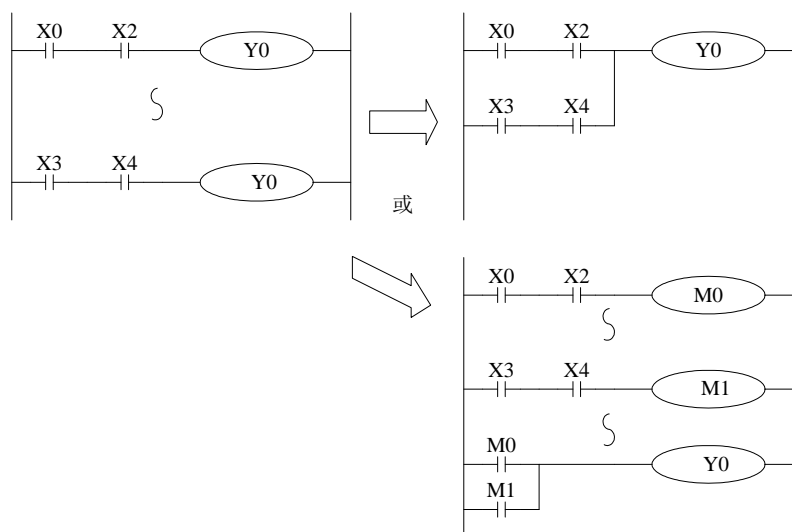 X0 X2 Y0
X3 X4 Y0
或
X0 X2 Y0
X3 X4
X0 X2 M0
X3 X4 M1
M0 Y0
M1